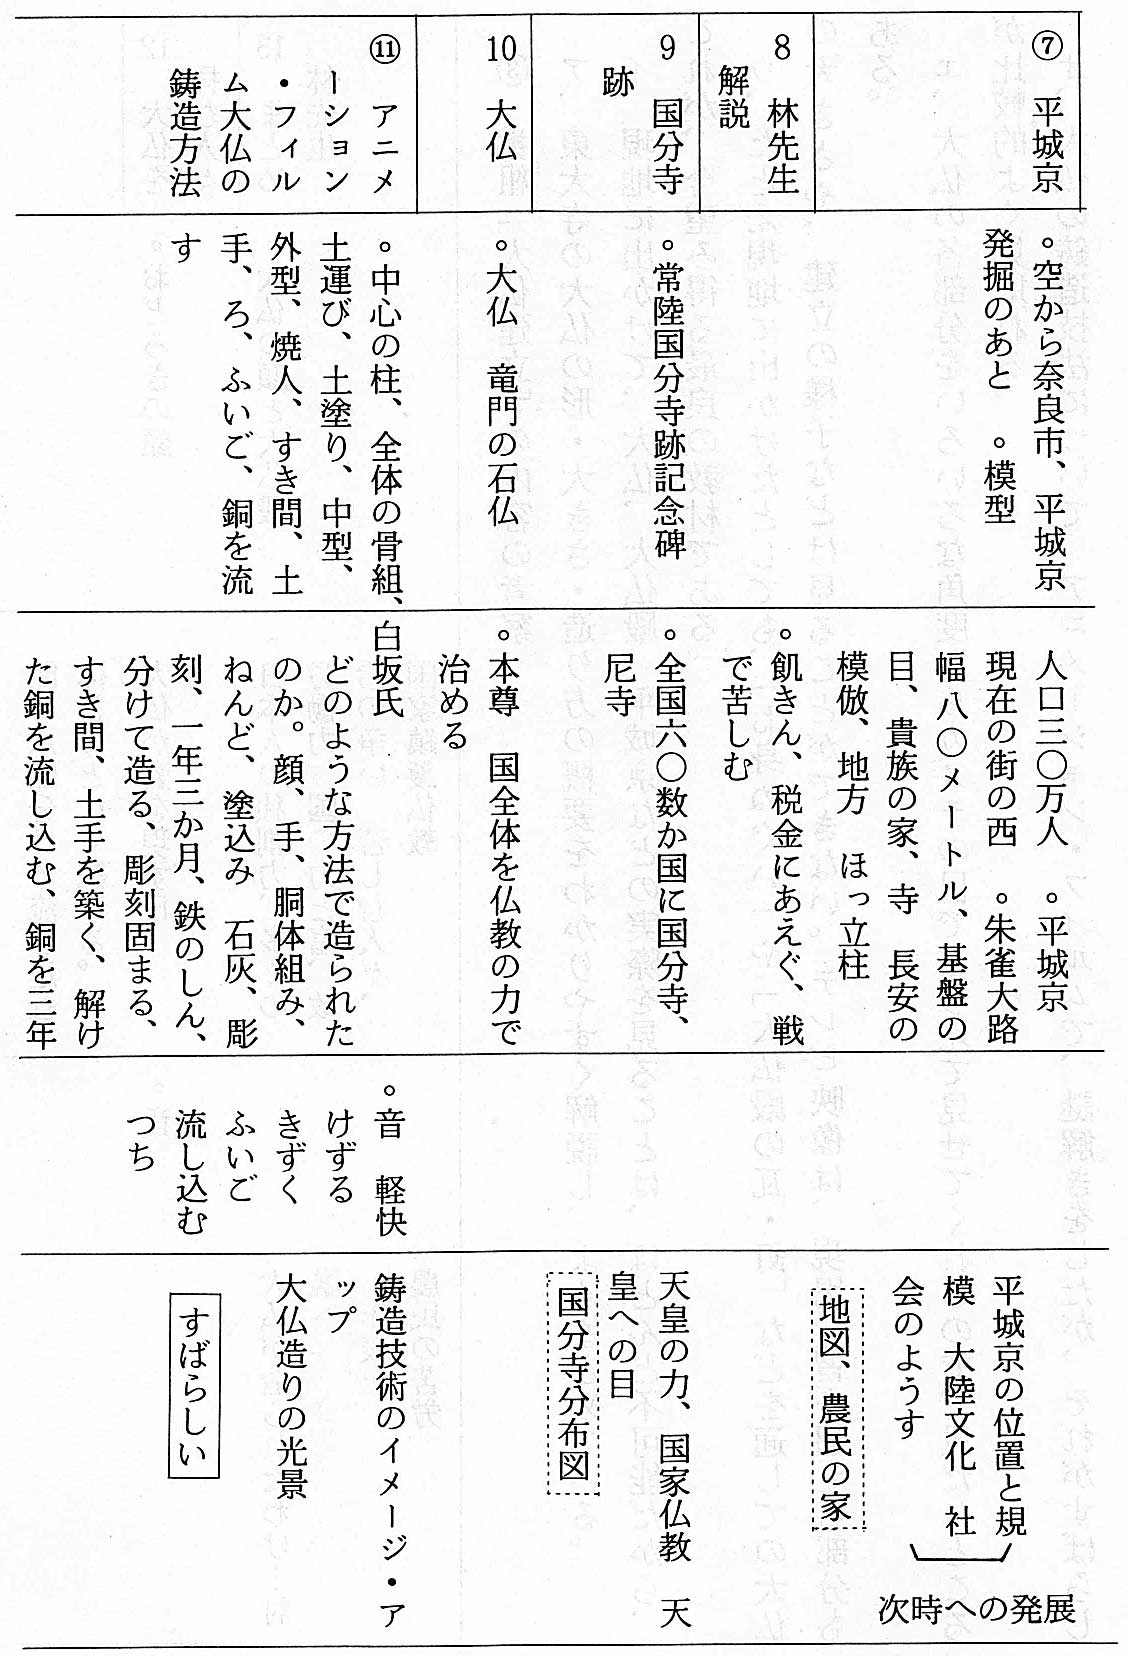 ⑦ 平城京
8 林先生
解説
9 国分寺
跡
10 大仏
⑪ アニメ
ーション
・フィル
ム大仏の
鋳造方法
。空から奈良市、平城京
発掘のあと 。模型
。常陸国分寺跡記念碑
。大仏 竜門の石仏
。中心の柱、全体の骨組、
土運び、土塗り、中型、
外型、焼人、すき間、土
手、ろ、ふいご、銅を流
す
人口三〇万人 。平城京
現在の街の西 。朱雀大路
幅八〇メートル、基盤の
目、貴族の家、寺 長安の
模倣、地方 ほっ立柱
。飢きん、税金にあえぐ、戦
で苦しむ
。全国六〇数か国に国分寺、
尼寺
。本尊 国全体を仏教の力で
治める
白坂氏
どのような方法で造られた
のか。顔、手、胴体組み、
ねんど、塗込み 石灰、彫
刻、一年三か月、鉄のしん、
分けて造る、彫刻固まる、
すき間、土手を築く、解け
た銅を流し込む、銅を三年
。音 軽快
けずる
きずく
ふいご
流し込む
つち
平城京の位置と規
模 大陸文化 社
会のようす
次時への発展
地図、農民の家
天皇の力、国家仏教 天
皇への目
国分寺分布図
鋳造技術のイメージ・ア
ップ
大仏造りの光景
すばらしい